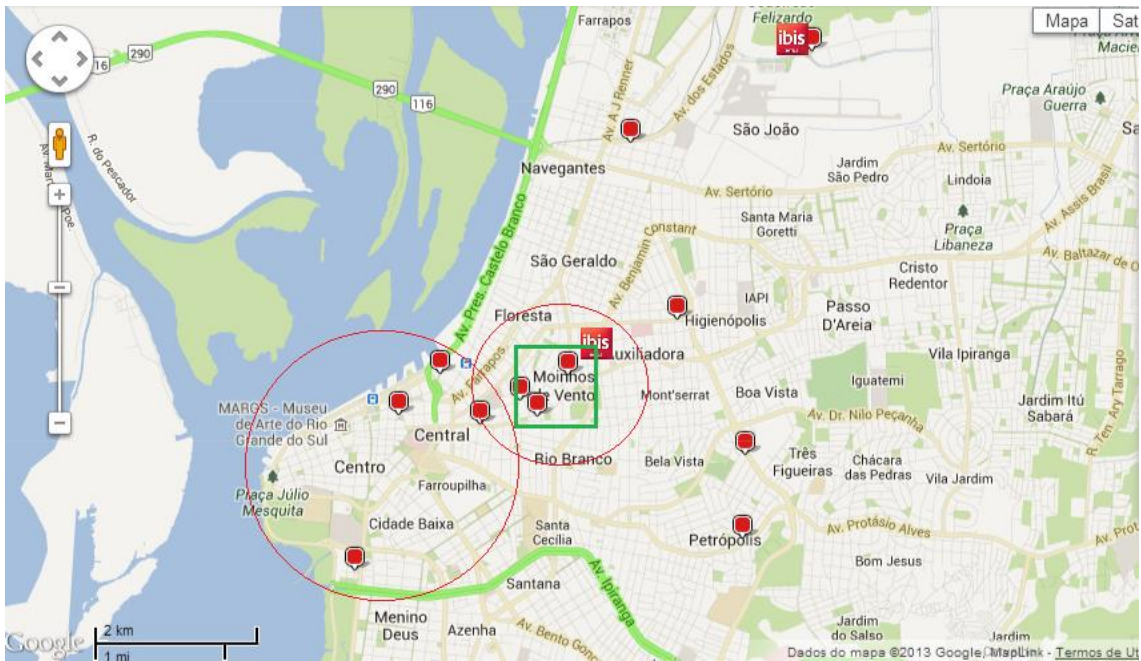 Farrapos
Felizardo
Mapa
Sat
ibis
16
290
290
116
Av. A J Renner
Av. dos Estados
Praça Araújo
Guerra
São João
R. do Pescador
Navegantes
Av. Sertório
Jardim
São Pedro
Lindoia
Av. Sertório
Av. Assis Brasil
Santa Maria
Goretti
Praça
Libaneza
Av. Pres. Castelo Branco
Av. Benjamin Constant
São Geraldo
Av. Baltazar de O
Cristo
Redentor
IAPI
Passo
D'Areia
Floresta
Higienópolis
ibis
uxiliadora
Vila Ipiranga
Av. Farrapos
Moinhos
de Vento
Mont'serrat
Boa Vista
Iguatemi
Jardim Itú
Sabará
R. Ten. Ary Tarrago
MARGS - Museu
de Arte do Rio
Grande do Sul
Av. Dr. Nilo Peçanha
Central
Centro
Rio Branco
Bela Vista
Três
Figueiras
Chácara
das Pedras
Vila Jardim
Farroupilha
Praça Júlio
Mesquita
Cidade Baixa
Santa
Cecília
Av. Protásio Alves
Petrópolis
Bom Jesus
Av. Ipiranga
Santana
Menino
Deus
Azenha
Av. Bento Gonç
Jardim
do Salso
Jardim
Google
2 km
1 mi
Dados do mapa ©2013 Google, MapLink - Termos de Us